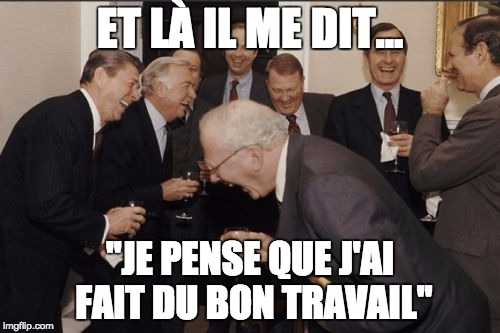 ET LÀ IL ME DIT...
"JE PENSE QUE J'AI
FAIT DU BON TRAVAIL"
imgflip.com